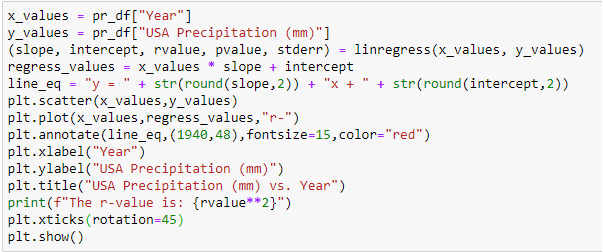 x_values = pr_df["Year"]
y_values = pr_df["USA Precipitation (mm)"]
(slope, intercept, rvalue, pvalue, stderr) = linregress(x_values, y_values)
regress_values = x_values * slope + intercept
line_eq = "y = " + str(round(slope,2)) + "x + " + str(round(intercept,2))
plt.scatter(x_values,y_values)
plt.plot(x_values,regress_values,"r-")
plt.annotate(line_eq,(1940,48),fontsize=15,color="red")
plt.xlabel("Year")
plt.ylabel("USA Precipitation (mm)")
plt.title("USA Precipitation (mm) vs. Year")
print(f"The r-value is: {rvalue**2}")
plt.xticks(rotation=45)
plt.show()